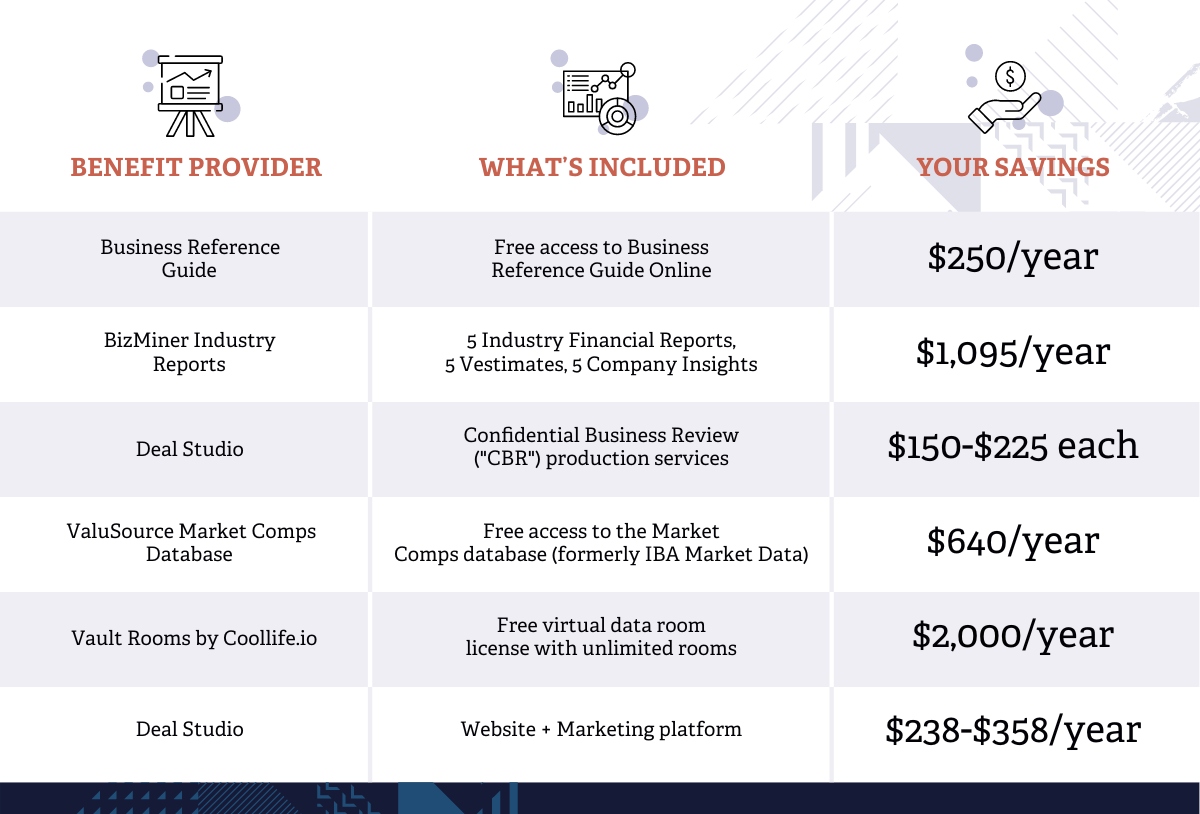 $
BENEFIT PROVIDER
WHAT'S INCLUDED
YOUR SAVINGS
Business Reference
Guide
Free access to Business
Reference Guide Online
$250/year
BizMiner Industry
Reports
5 Industry Financial Reports,
5 Vestimates, 5 Company Insights
$1,095/year
Deal Studio
Confidential Business Review
("CBR") production services
$150-$225 each
ValuSource Market Comps
Database
Free access to the Market
Comps database (formerly IBA Market Data)
$640/year
Vault Rooms by Coollife.io
Free virtual data room
license with unlimited rooms
$2,000/year
Deal Studio
Website + Marketing platform
$238-$358/year